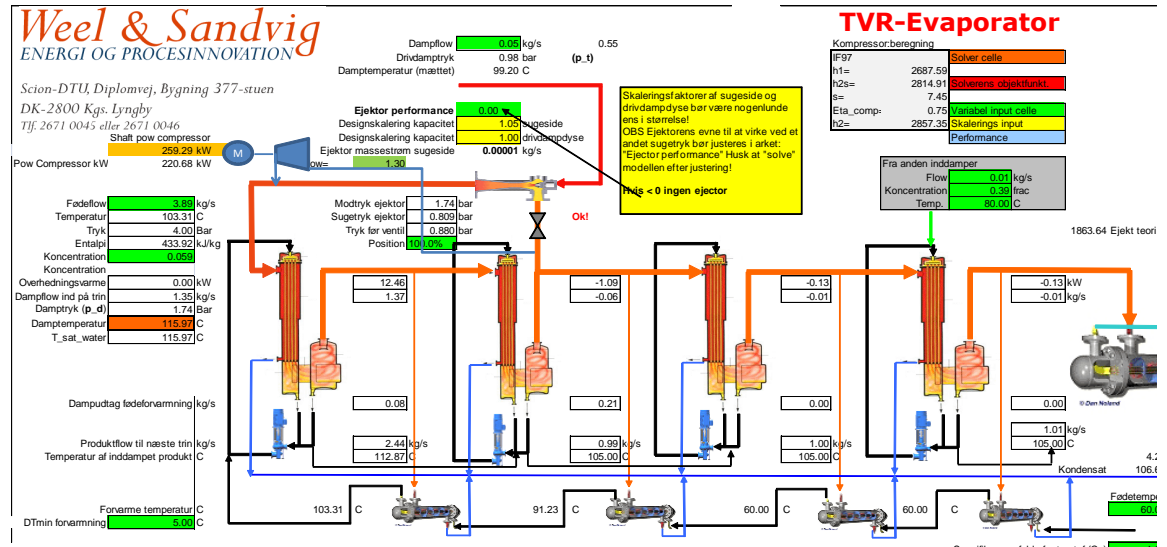 Weel & Sandvig
ENERGI OG PROCESINNOVATION
TVR-Evaporator
Scion-DTU, Diplomvej, Bygning 377-stuen
DK-2800 Kgs. Lyngby
Tlf. 2671 0045 eller 2671 0046
Dampflow 0.05 kg/s 0.55
Drivdamptryk 0.98 bar (p_t)
Damptemperatur (mættet) 99.20 C
Kompressor:beregning
IF97 Solver celle
h1= 2687.59
h2s= 2814.91 Solverens objektfunkt.
s= 7.45
Eta_comp= 0.75 Variabel input celle
h2= 2857.35 Skalerings input
Performance
Ejektor performance 0.00
Designskalering kapacitet 1.05 sugeside
Designskalering kapacitet 1.00 drivdampdyse
Ejektor massestrøm sugeside 0.00001 kg/s
Skaleringsfaktorer af sugeside og
drivdampdyse bør være nogenlunde
ens i størrelse!
OBS Ejektorens evne til at virke ved et
andet sugetryk bør justeres i arket:
"Ejector performance" Husk at "solve"
modellen efter justering!
Hvis < 0 ingen ejector
Shaft pow compressor
259.29 kW
M
Pow Compressor kW 220.68 kW
ow= 1.30
Fra anden inddamper
Flow 0.01 kg/s
Koncentration 0.39 frac
Temp. 80.00 C
Modtryk ejektor 1.74 bar
Sugetryk ejektor 0.809 bar
Tryk før ventil 0.880 bar
Position 100.0%
Ok!
1863.64 Ejekt teori
Fødeflow 3.89 kg/s
Temperatur 103.31 C
Tryk 4.00 Bar
Entalpi 433.92 kJ/kg
Koncentration 0.059
Koncentration
Overhedningsvarme 0.00 kW 12.46 -1.09 -0.13 -0.13 kW
Dampflow ind på trin 1.35 kg/s 1.37 -0.06 -0.01 -0.01 kg/s
Damptryk (p_d) 1.74 Bar
Damptemperatur 115.97 C
T_sat_water 115.97 C
© Don Noland
Dampudtag fødeforvarmning kg/s 0.08 0.21 0.00 0.00
Produktflow til næste trin kg/s 2.44 kg/s 0.99 kg/s 1.00 kg/s 1.01 kg/s
Temperatur af inddampet produkt C 112.87 C 105.00 C 105.00 C 105.00 C
4.2
Kondensat 106.6
Fødetempe
60.0
Forvarme temperatur C 103.31 C 91.23 C 60.00 C 60.00 C
DTmin forvarmning 5.00 C